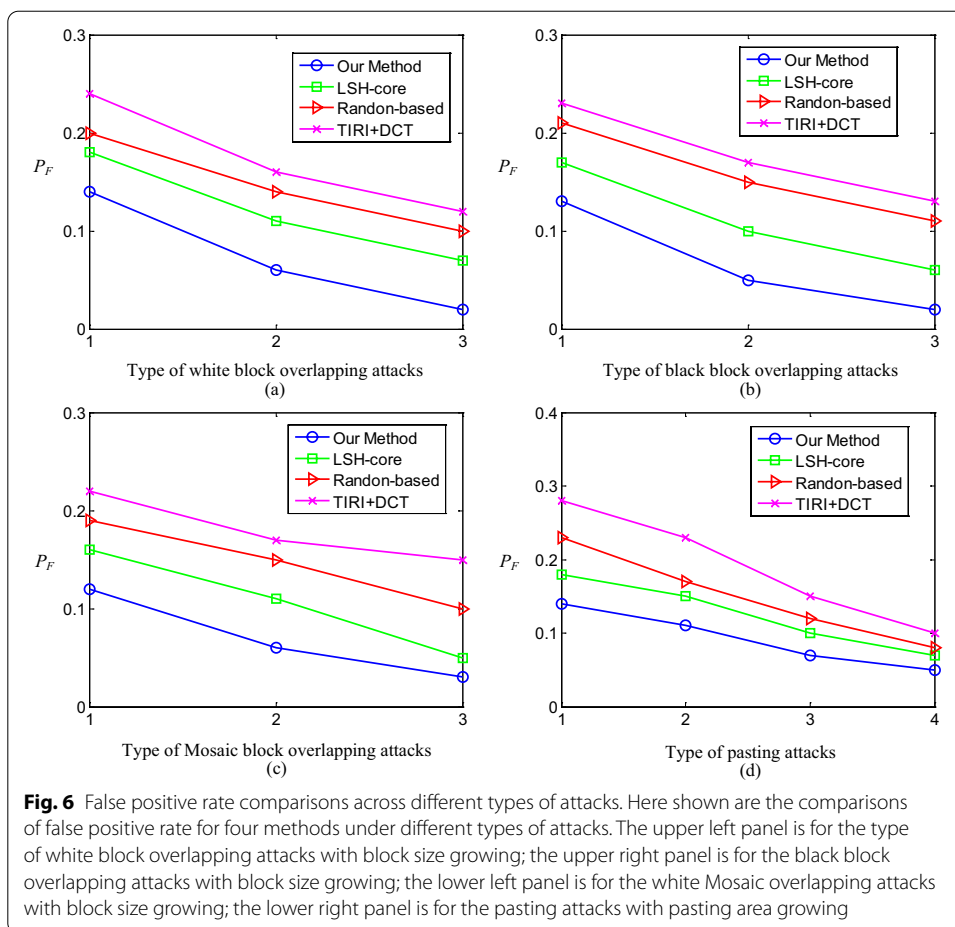 0.3
0.2
0.1
0
P_F
Our Method
LSH-core
Randon-based
TIRI+DCT
1 2 3
Type of white block overlapping attacks
(a)
0.3
0.2
0.1
0
P_F
Our Method
LSH-core
Randon-based
TIRI+DCT
1 2 3
Type of black block overlapping attacks
(b)
0.3
0.2
0.1
0
P_F
Our Method
LSH-core
Randon-based
TIRI+DCT
1 2 3
Type of Mosaic block overlapping attacks
(c)
0.4
0.3
0.2
0.1
0
P_F
Our Method
LSH-core
Randon-based
TIRI+DCT
1 2 3 4
Type of pasting attacks
(d)
Fig. 6 False positive rate comparisons across different types of attacks. Here shown are the comparisons
of false positive rate for four methods under different types of attacks. The upper left panel is for the type
of white block overlapping attacks with block size growing; the upper right panel is for the black block
overlapping attacks with block size growing; the lower left panel is for the white Mosaic overlapping attacks
with block size growing; the lower right panel is for the pasting attacks with pasting area growing